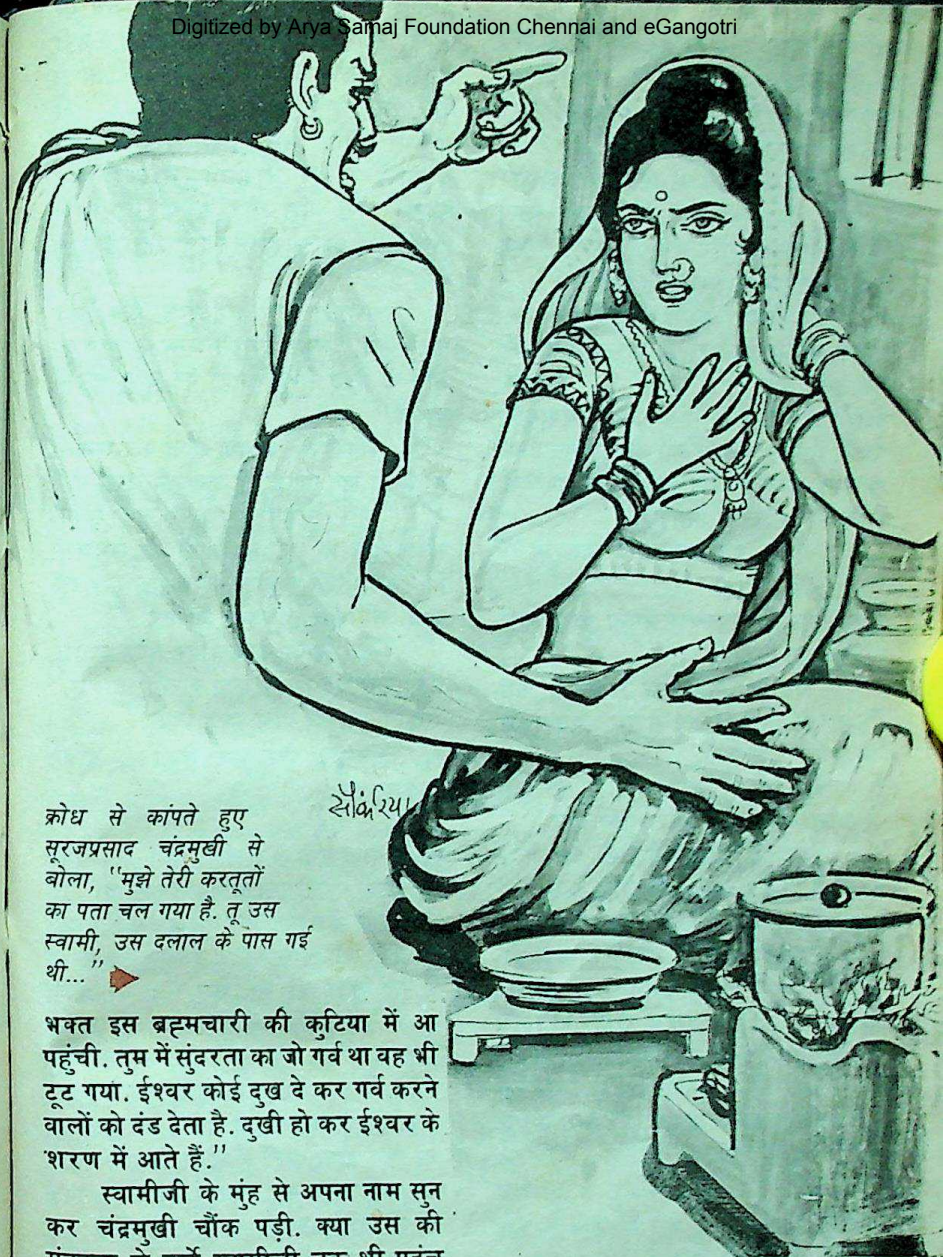 Digitized by Arya Samaj Foundation Chennai and eGangotri
क्रोध से कांपते हुए
सूरजप्रसाद चंद्रमुखी से
बोला, "मुझे तेरी करतूतों
का पता चल गया है. तू उस
स्वामी, उस दलाल के पास गई
थी..."
भक्त इस ब्रह्मचारी की कुटिया में आ
पहुंची. तुम में सुंदरता का जो गर्व था वह भी
टूट गया. ईश्वर कोई दुख दे कर गर्व करने
वालों को दंड देता है. दुखी हो कर ईश्वर के
शरण में आते हैं."
स्वामीजी के मुंह से अपना नाम सुन
कर चंद्रमुखी चौंक पड़ी. क्या उस की